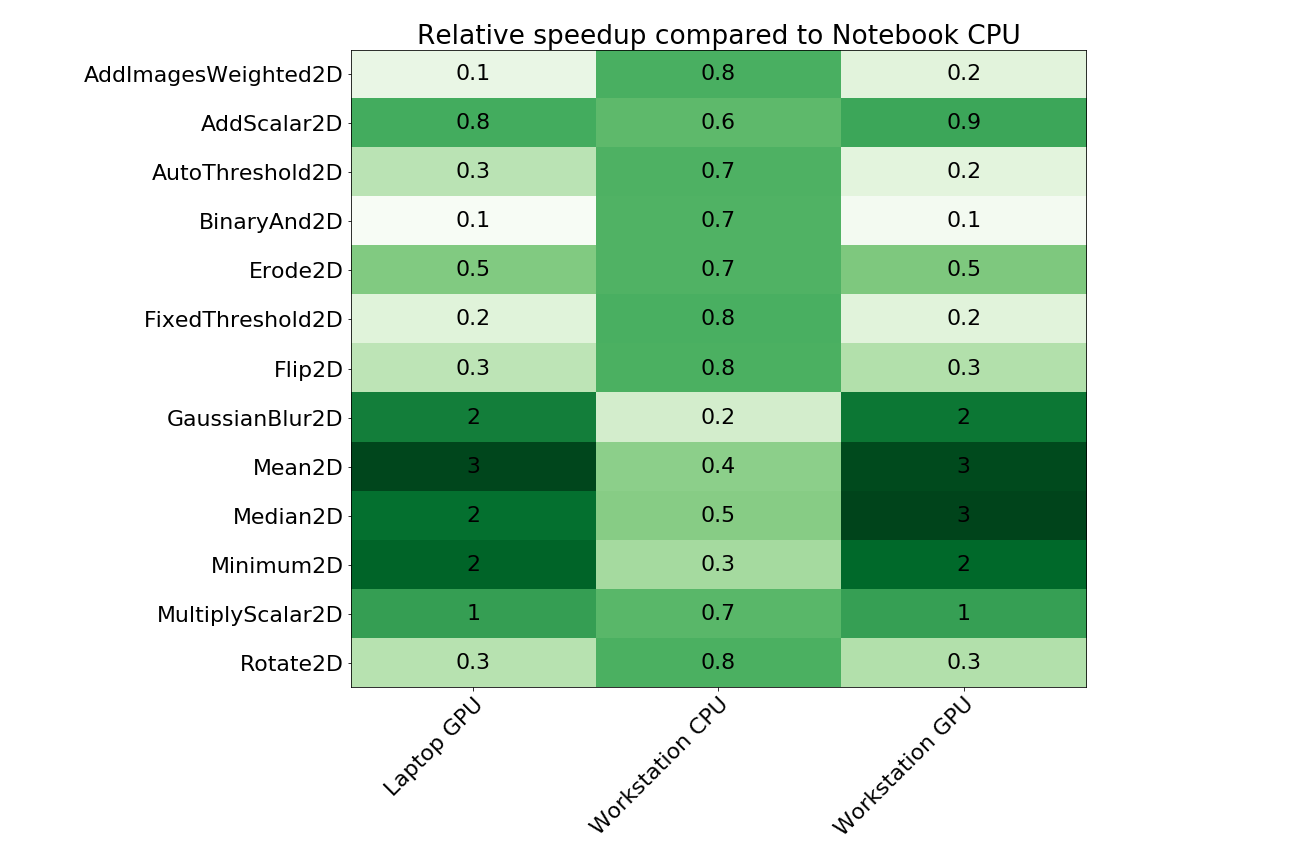 Relative speedup compared to Notebook CPU
AddImagesWeighted2D 0.1 0.8 0.2
AddScalar2D 0.8 0.6 0.9
AutoThreshold2D 0.3 0.7 0.2
BinaryAnd2D 0.1 0.7 0.1
Erode2D 0.5 0.7 0.5
FixedThreshold2D 0.2 0.8 0.2
Flip2D 0.3 0.8 0.3
GaussianBlur2D 2 0.2 2
Mean2D 3 0.4 3
Median2D 2 0.5 3
Minimum2D 2 0.3 2
MultiplyScalar2D 1 0.7 1
Rotate2D 0.3 0.8 0.3
Laptop GPU
Workstation CPU
Workstation GPU